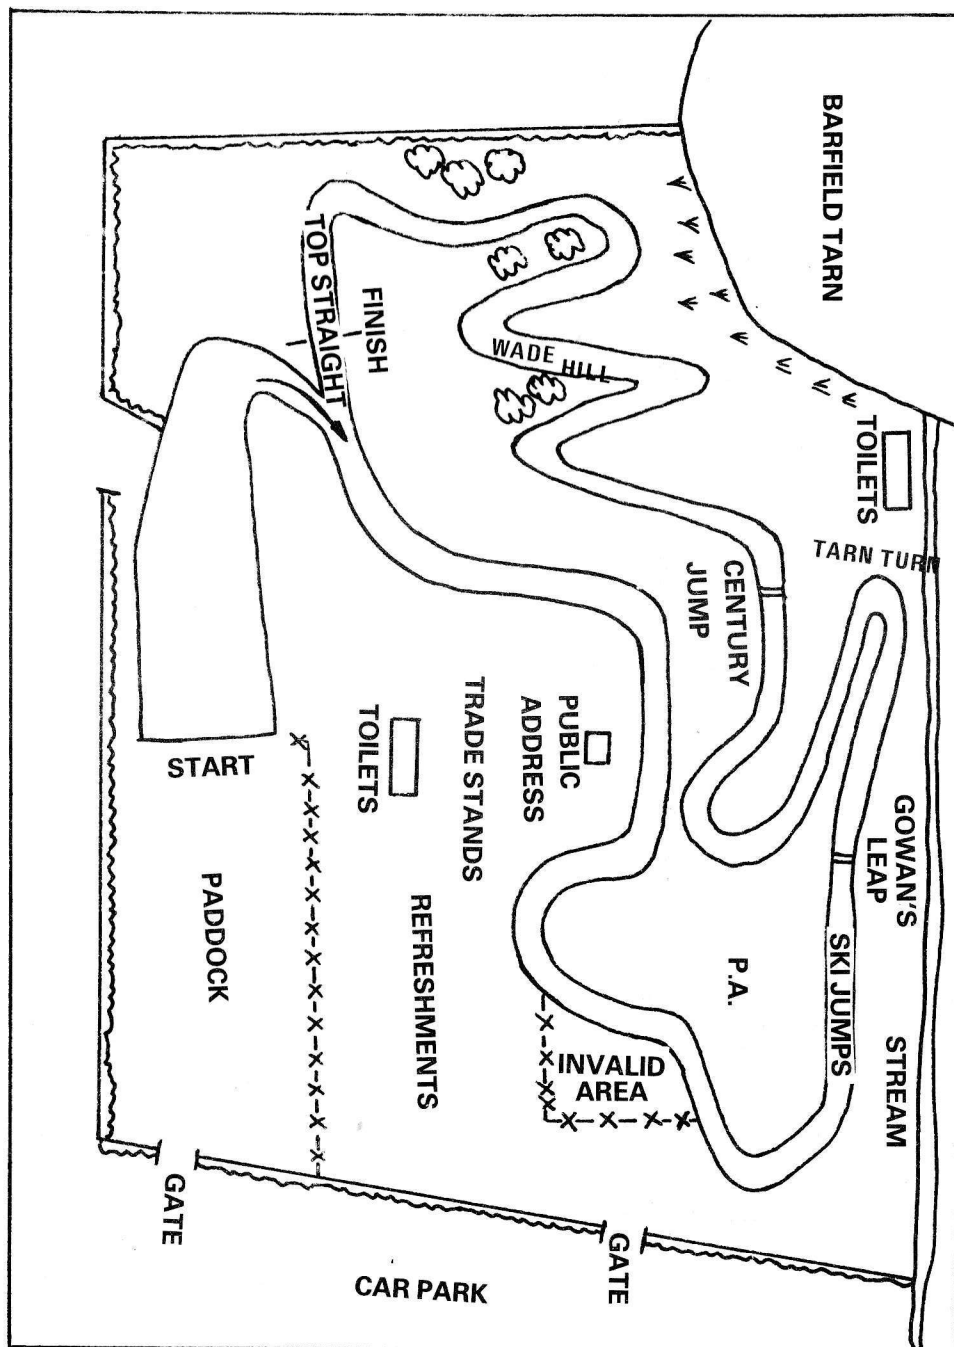 BARFIELD TARN
TOP STRAIGHT
FINISH
WADE HILL
TOILETS
TARN TURN
CENTURY
JUMP
START
TOILETS
TRADE STANDS
PUBLIC
ADDRESS
GOWAN'S
LEAP
PADDOCK
REFRESHMENTS
P.A.
SKI JUMPS
STREAM
INVALID
AREA
GATE
GATE
CAR PARK